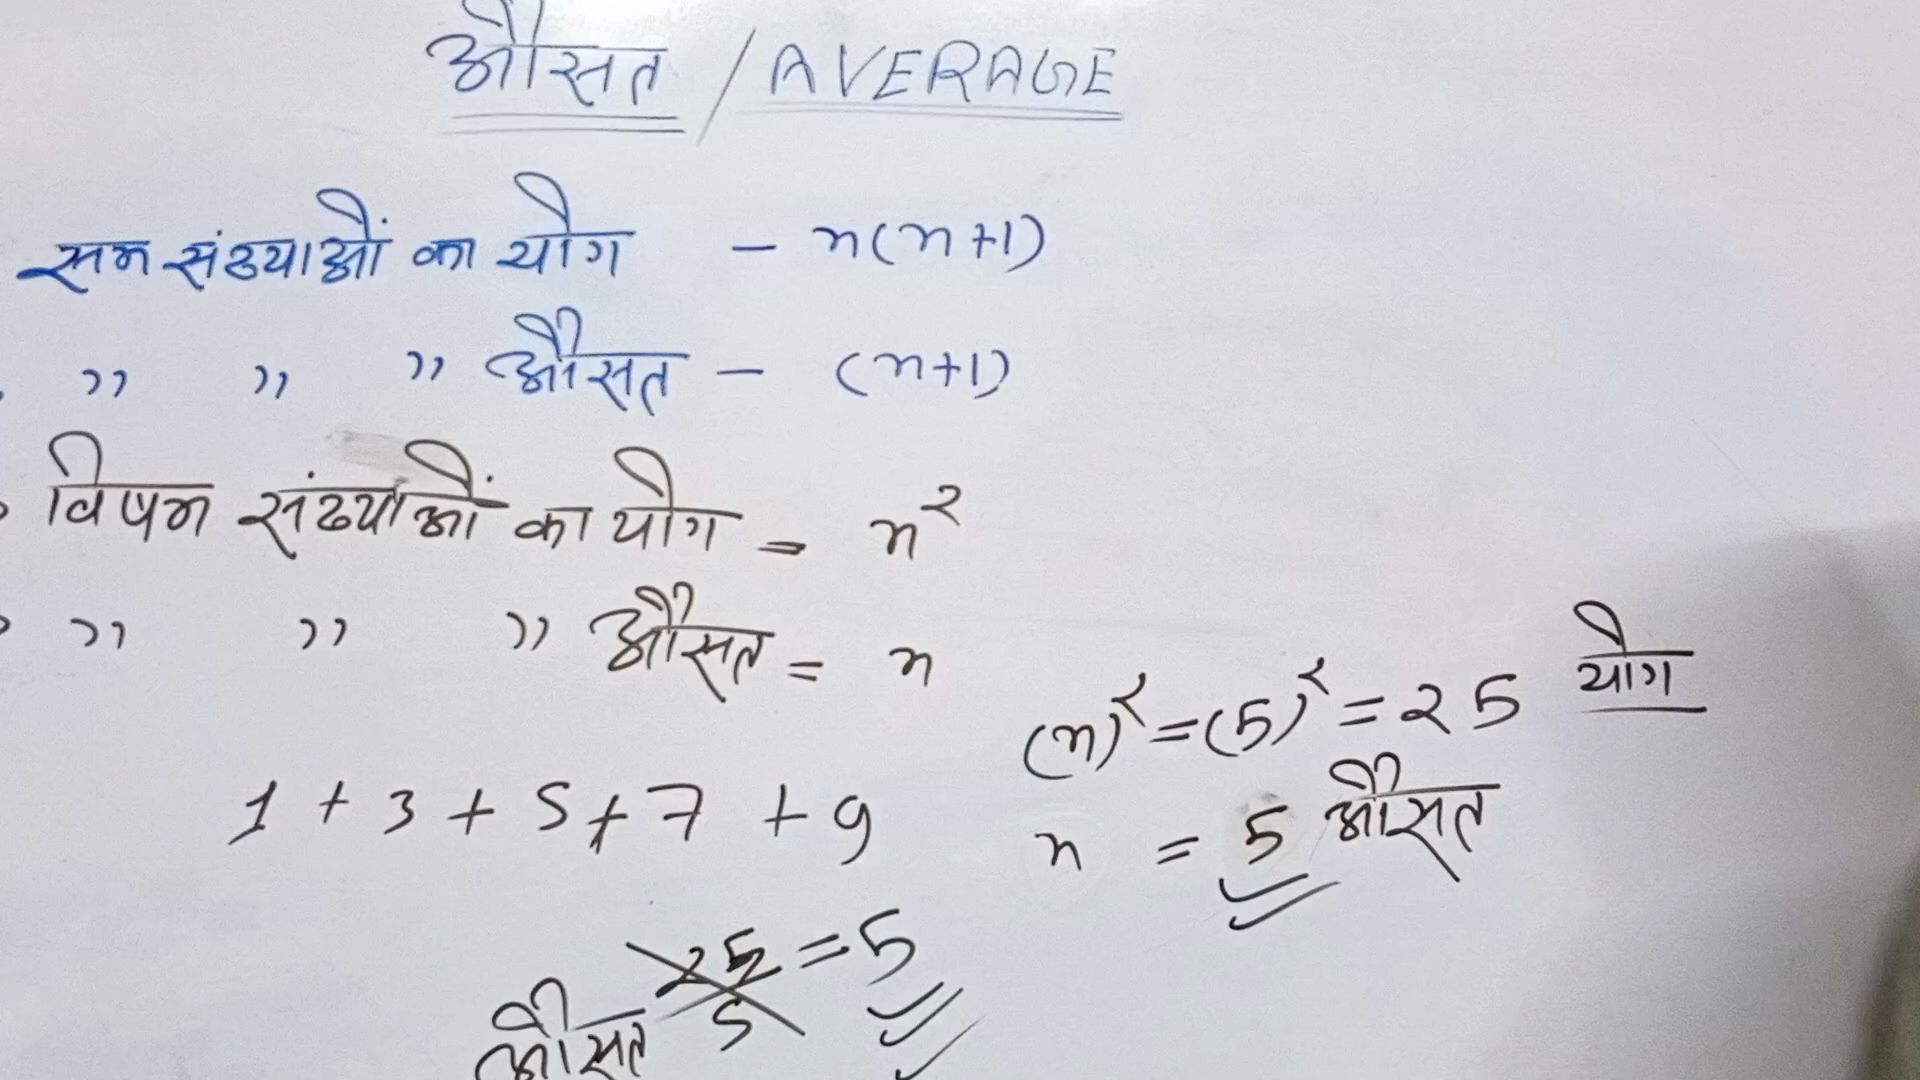 औसत / AVERAGE
सम संख्याओं का योग - n(n+1)
,, ,, ,, औसत - (n+1)
विषम संख्याओं का योग = n²
,, ,, ,, औसत = n
(n)² = (5)² = 25 योग
1 + 3 + 5 + 7 + 9
n = 5 औसत
औसत 25/5 = 5